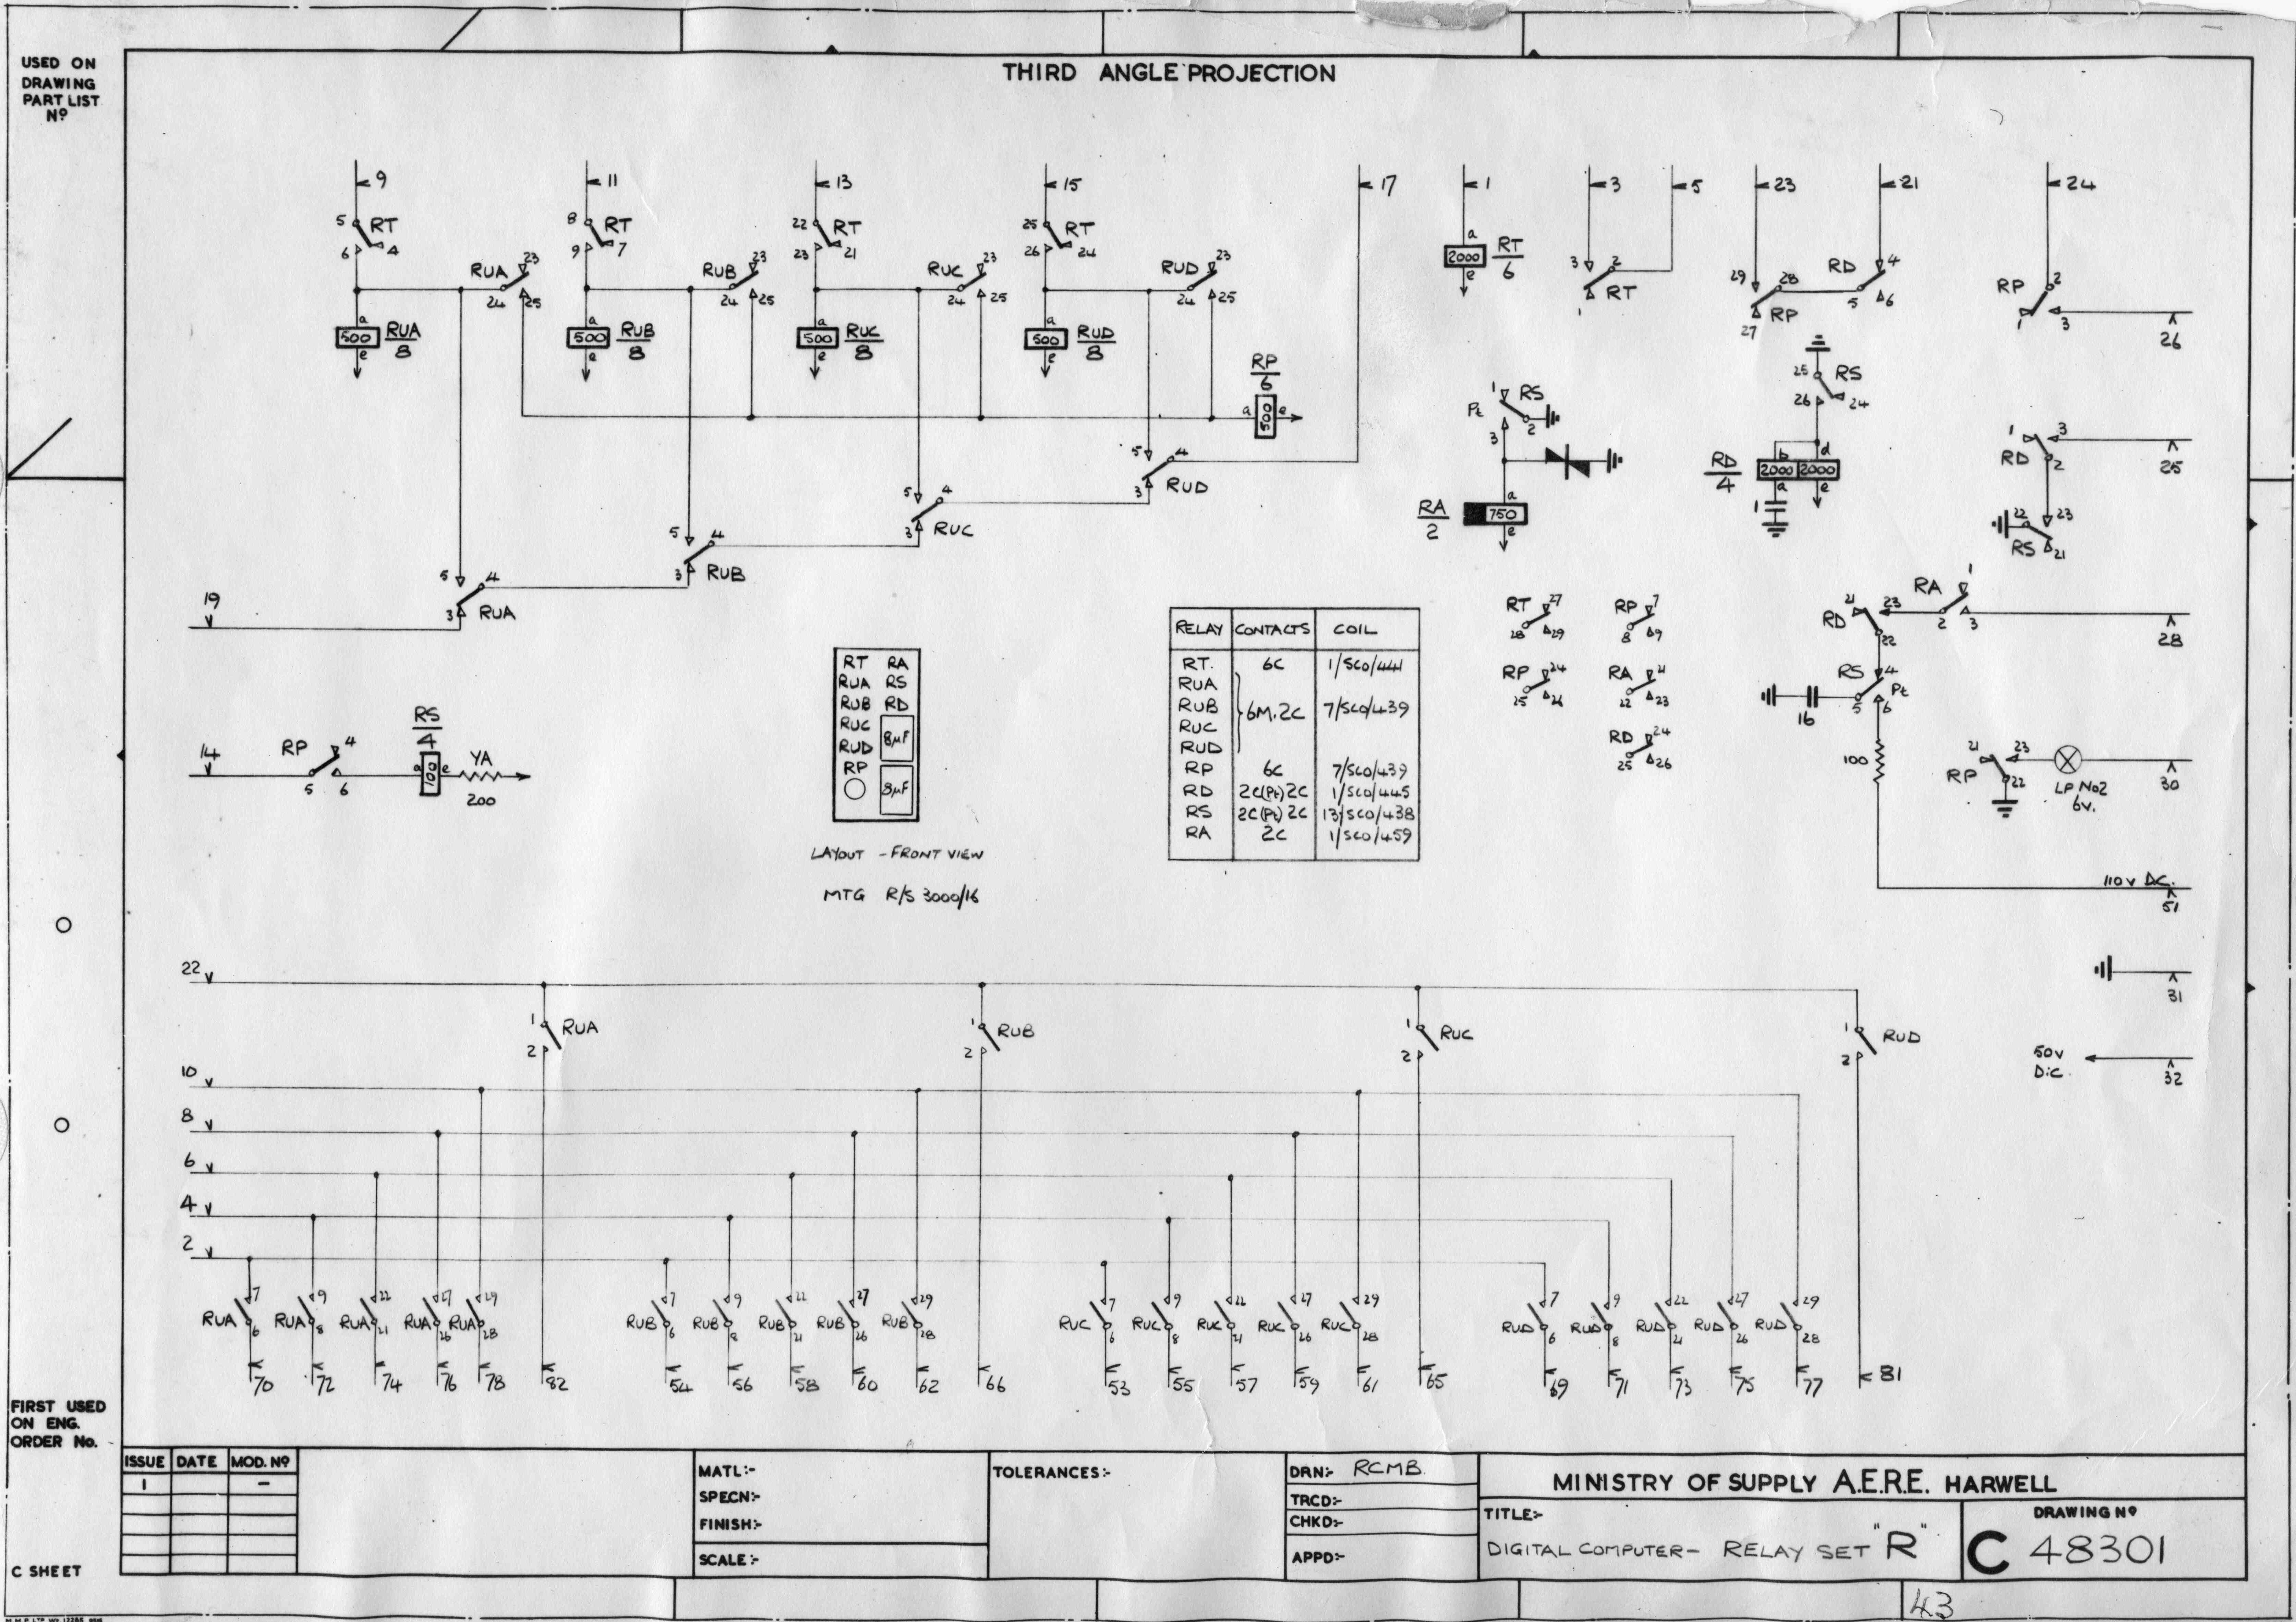 USED ON
DRAWING
PART LIST
Nº
THIRD ANGLE PROJECTION
9
11
13
15
17
1
3
5
23
21
24
5 RT
6 4
8 RT
9 7
22 RT
23 21
25 RT
26 24
RUA 23
24 25
RUB 23
24 25
RUC 23
24 25
RUD 23
24 25
a
500
e
RUA
8
a
500
e
RUB
8
a
500
e
RUC
8
a
500
e
RUD
8
RP
6
a 500 e
a
2000
e
RT
6
3 2
1 RT
29 28
27 RP
RD 4
5 6
RP 2
1 3
26
1 RS
Pt 2
3
RA
2
a
750
e
25 RS
26 24
RD
4
b d
2000 2000
a e
1
1 3
RD 2
25
22 23
RS 21
5 4
3 RUD
5 4
3 RUC
5 4
3 RUB
5 4
3 RUA
19
RA 1
2 3
28
21 23
RD 22
RS 4
Pt
5 6
16
100
RT 27
28 29
RP 7
8 9
RP 24
25 26
RA 21
22 23
RD 24
25 26
21 23
RP 22
LP No2
6v.
30
110v D.C.
51
31
50v
D.C.
32
14
RP 4
5 6
RS
4
a 100 e
YA
200
RT RA
RUA RS
RUB RD
RUC
8µF
RUD
RP
8µF
LAYOUT - FRONT VIEW
MTG R/S 3000/16
RELAY CONTACTS COIL
RT. 6C 1/SCO/441
RUA
RUB 6M.2C 7/SCO/439
RUC
RUD
RP 6C 7/SCO/439
RD 2C(Pt)2C 1/SCO/445
RS 2C(Pt)2C 13/SCO/438
RA 2C 1/SCO/459
22
1 RUA
2
1 RUB
2
1 RUC
2
1 RUD
2
10
8
6
4
2
7 9 22 27 29
RUA RUA RUA RUA RUA
6 8 21 26 28
7 9 22 27 29
RUB RUB RUB RUB RUB
6 8 21 26 28
7 9 22 27 29
RUC RUC RUC RUC RUC
6 8 21 26 28
7 9 22 27 29
RUD RUD RUD RUD RUD
6 8 21 26 28
70 72 74 76 78 82 54 56 58 60 62 66 53 55 57 59 61 65 69 71 73 75 77 81
FIRST USED
ON ENG.
ORDER No.
C SHEET
ISSUE DATE MOD. Nº
1 -
MATL:-
SPECN:-
FINISH:-
SCALE:-
TOLERANCES:-
DRN:- RCMB.
TRCD:-
CHKD:-
APPD:-
MINISTRY OF SUPPLY A.E.R.E. HARWELL
TITLE:-
DIGITAL COMPUTER - RELAY SET "R"
DRAWING Nº
C 48301
43